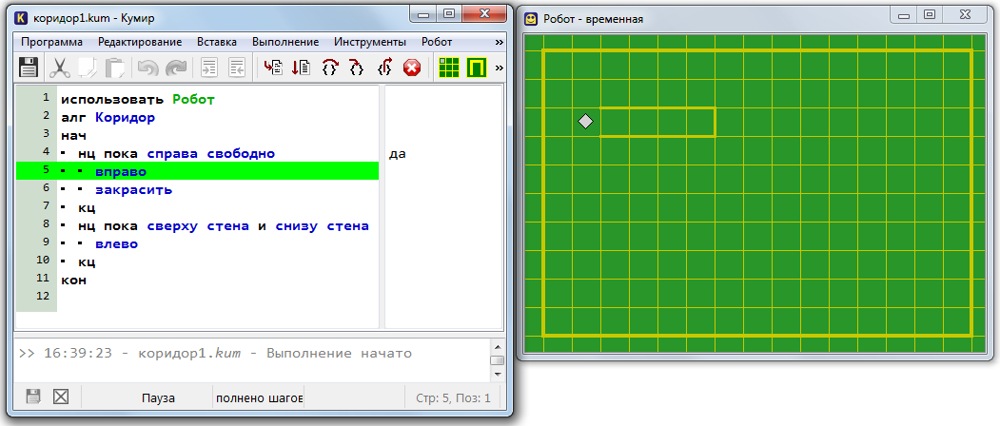 коридор1.kum - Кумир
Программа Редактирование Вставка Выполнение Инструменты Робот »
»
1 использовать Робот
2 алг Коридор
3 нач
4 нц пока справа свободно да
5 вправо
6 закрасить
7 кц
8 нц пока сверху стена и снизу стена
9 влево
10 кц
11 кон
12
>> 16:39:23 - коридор1.kum - Выполнение начато
Пауза полнено шагов Стр: 5, Поз: 1
Робот - временная